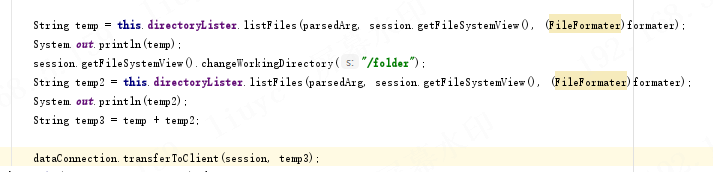 String temp = this.directoryLister.listFiles(parsedArg, session.getFileSystemView(), (FileFormater)formater);
System.out.println(temp);
session.getFileSystemView().changeWorkingDirectory( s: "/folder");
String temp2 = this.directoryLister.listFiles(parsedArg, session.getFileSystemView(), (FileFormater)formater);
System.out.println(temp2);
String temp3 = temp + temp2;
dataConnection.transferToClient(session, temp3);